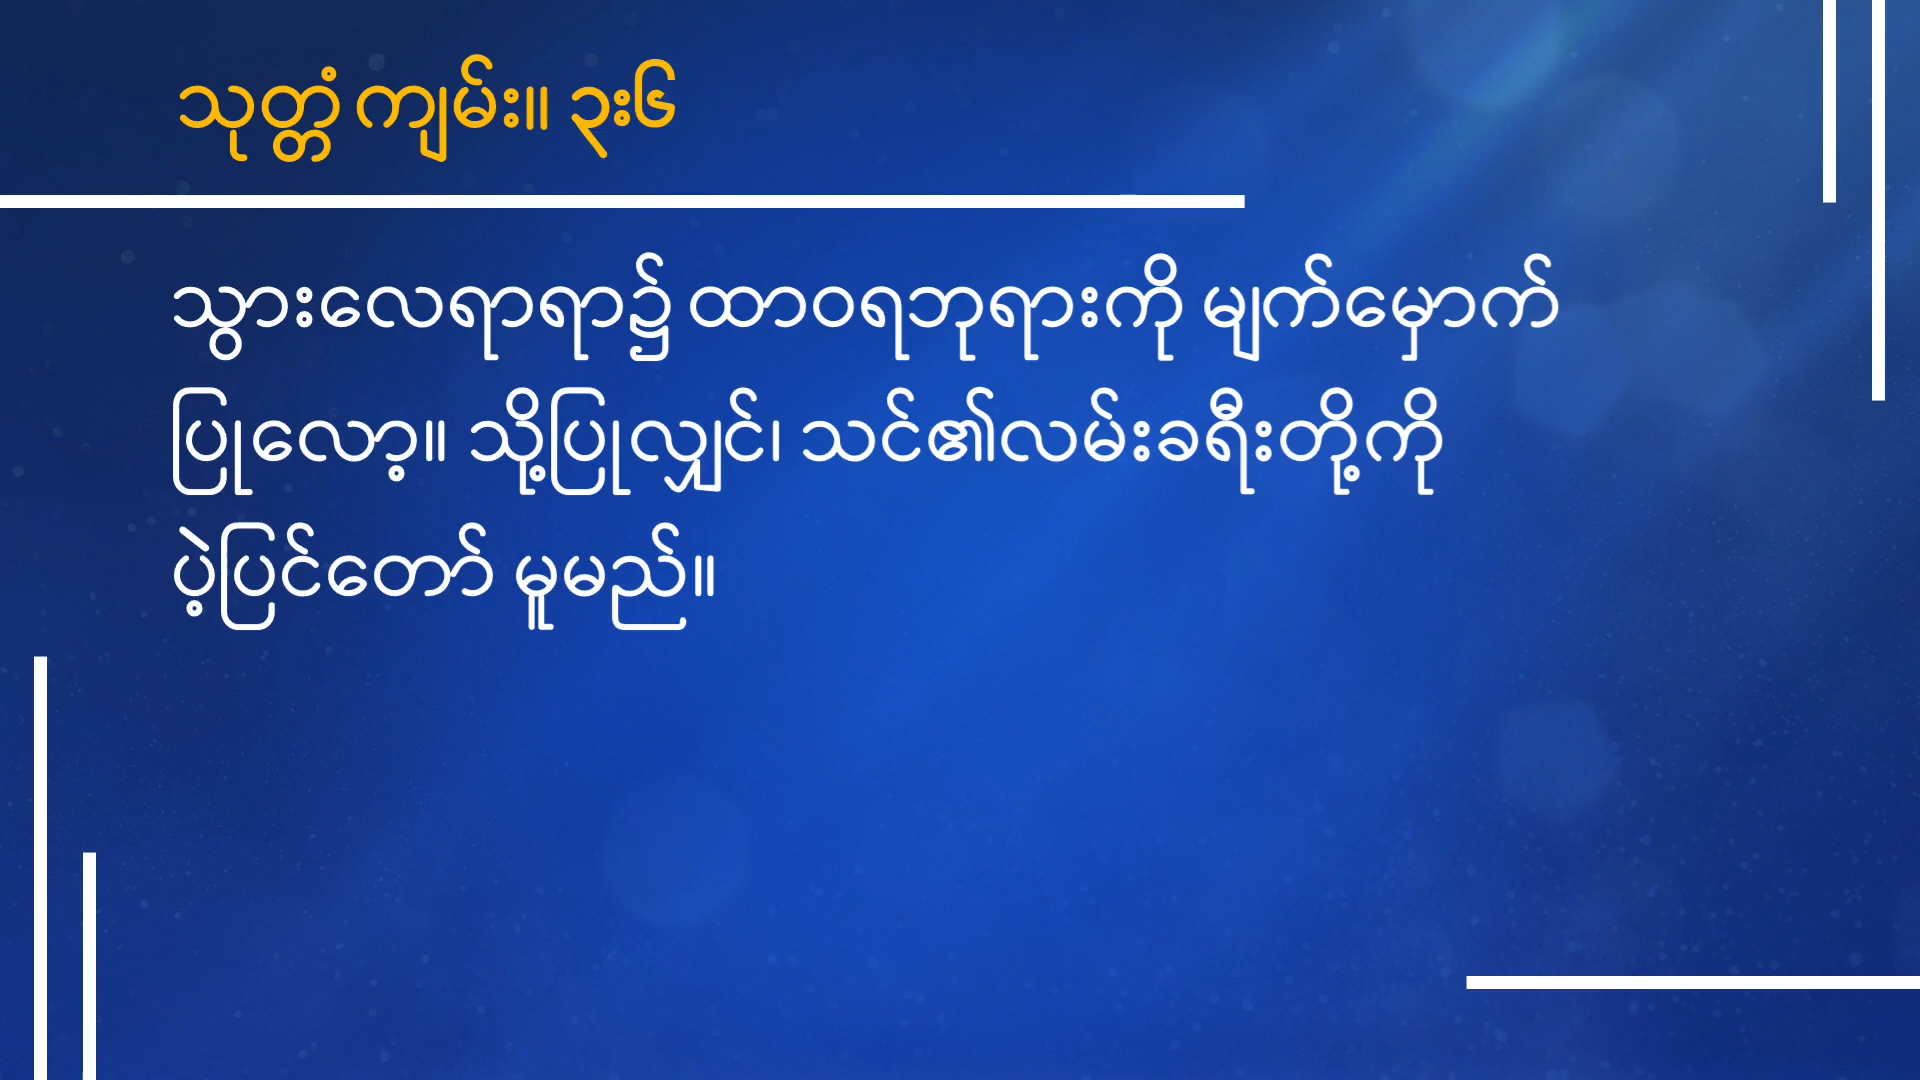 သုတ္တံ ကျမ်း။ ၃း၆
သွားလေရာရာ၌ ထာဝရဘုရားကို မျက်မှောက်
ပြုလော့။ သို့ပြုလျှင်၊ သင်၏လမ်းခရီးတို့ကို
ပဲ့ပြင်တော် မူမည်။